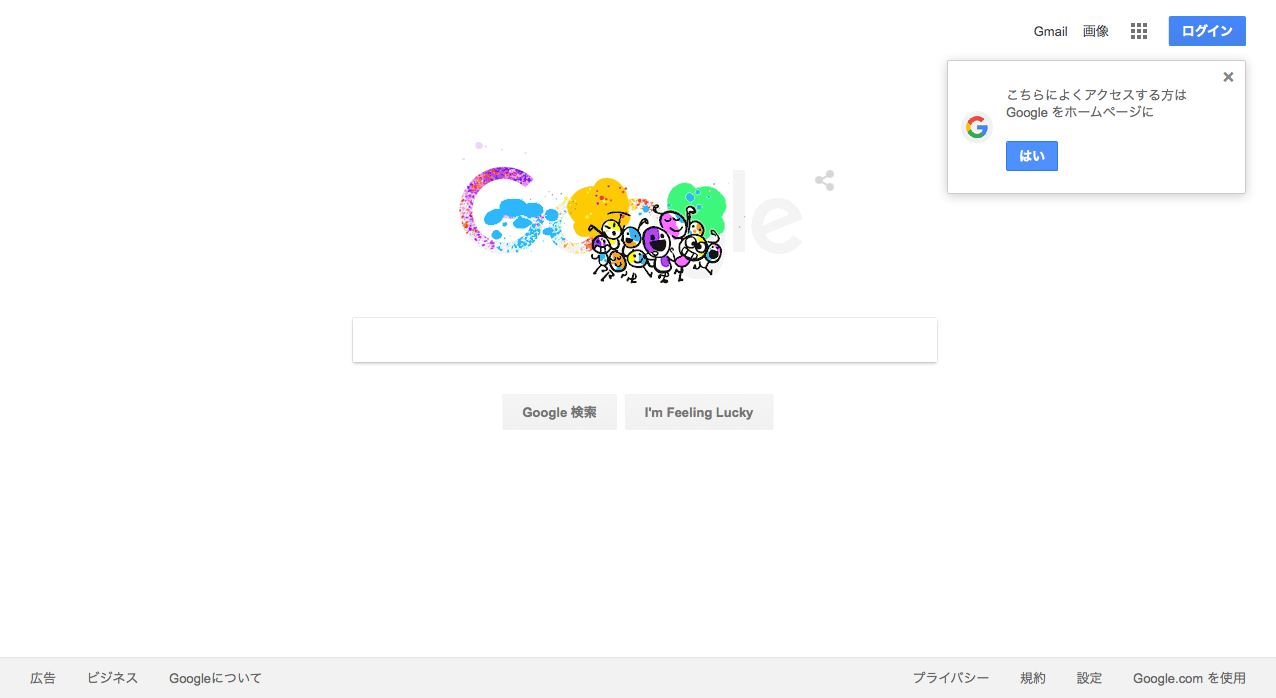 Gmail 画像 ログイン
こちらによくアクセスする方は
Google をホームページに
はい
Google
Google 検索 I'm Feeling Lucky
広告 ビジネス Googleについて プライバシー 規約 設定 Google.com を使用